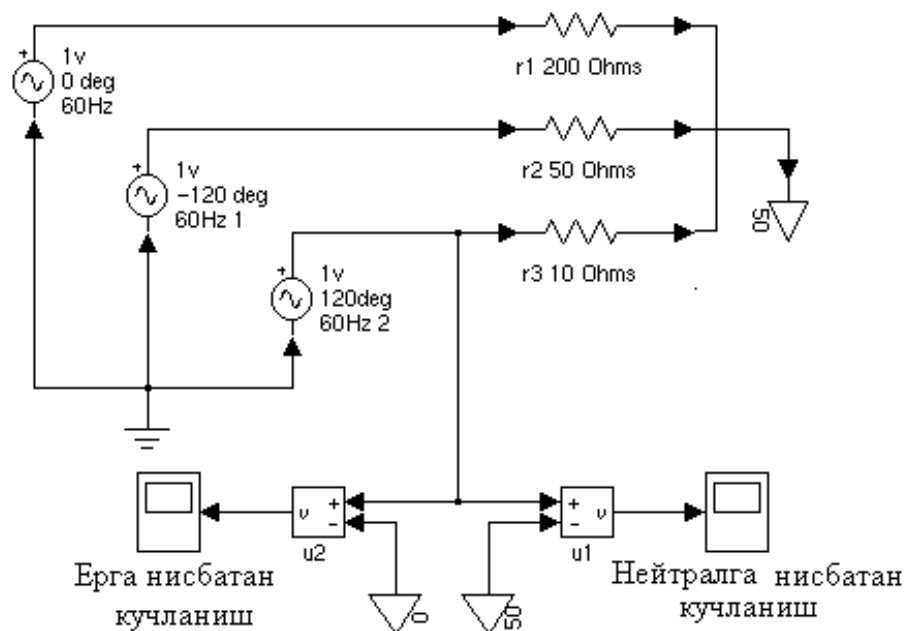 +
1v
0 deg
60Hz
r1 200 Ohms
+
1v
−120 deg
60Hz 1
r2 50 Ohms
50
+
1v
120deg
60Hz 2
r3 10 Ohms
v + −
u2
+ − v
u1
Ерга нисбатан
кучланиш
0
50
Нейтралга нисбатан
кучланиш